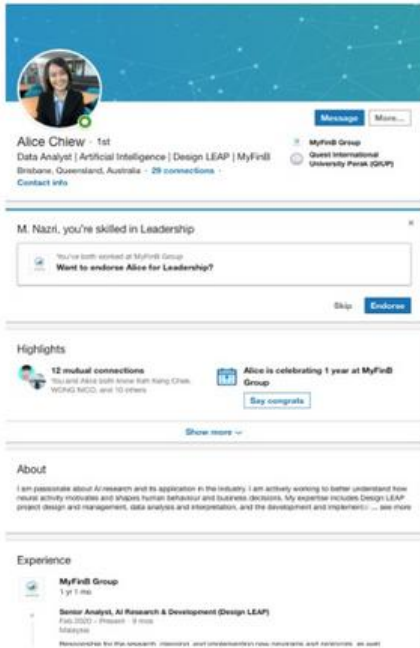 Message
More...
Alice Chiew · 1st
MyFinB Group
Data Analyst | Artificial Intelligence | Design LEAP | MyFinB
Quest International
University Perak (QIUP)
Brisbane, Queensland, Australia · 29 connections ·
Contact info
M. Nazri, you're skilled in Leadership
You've both worked at MyFinB Group
Want to endorse Alice for Leadership?
Skip
Endorse
Highlights
12 mutual connections
You and Alice both know
WONG NICO, and 10 others
Alice is celebrating 1 year at MyFinB
Group
Say congrats
Show more
About
I am passionate about AI research and its application in the industry. I am actively working to better understand how
neural activity motivates and shapes human behaviour and business decisions. My expertise includes Design LEAP
project design and management, data analysis and interpretation, and the development and ... see more
Experience
MyFinB Group
1 yr 1 mo
Senior Analyst, AI Research & Development (Design LEAP)
Feb 2020 – Present · 9 mos
Malaysia